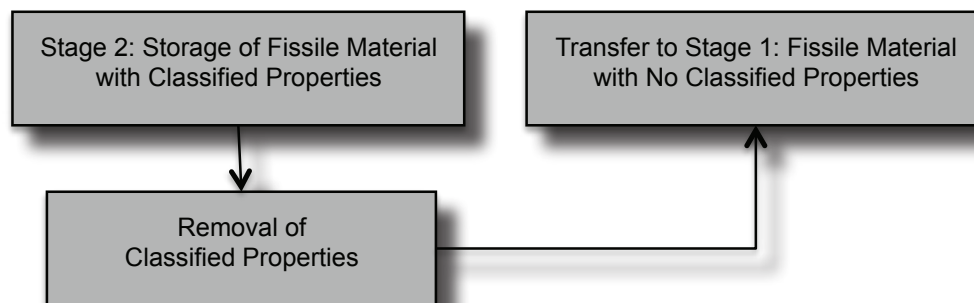 Stage 2: Storage of Fissile Material
with Classified Properties
Transfer to Stage 1: Fissile Material
with No Classified Properties
Removal of
Classified Properties